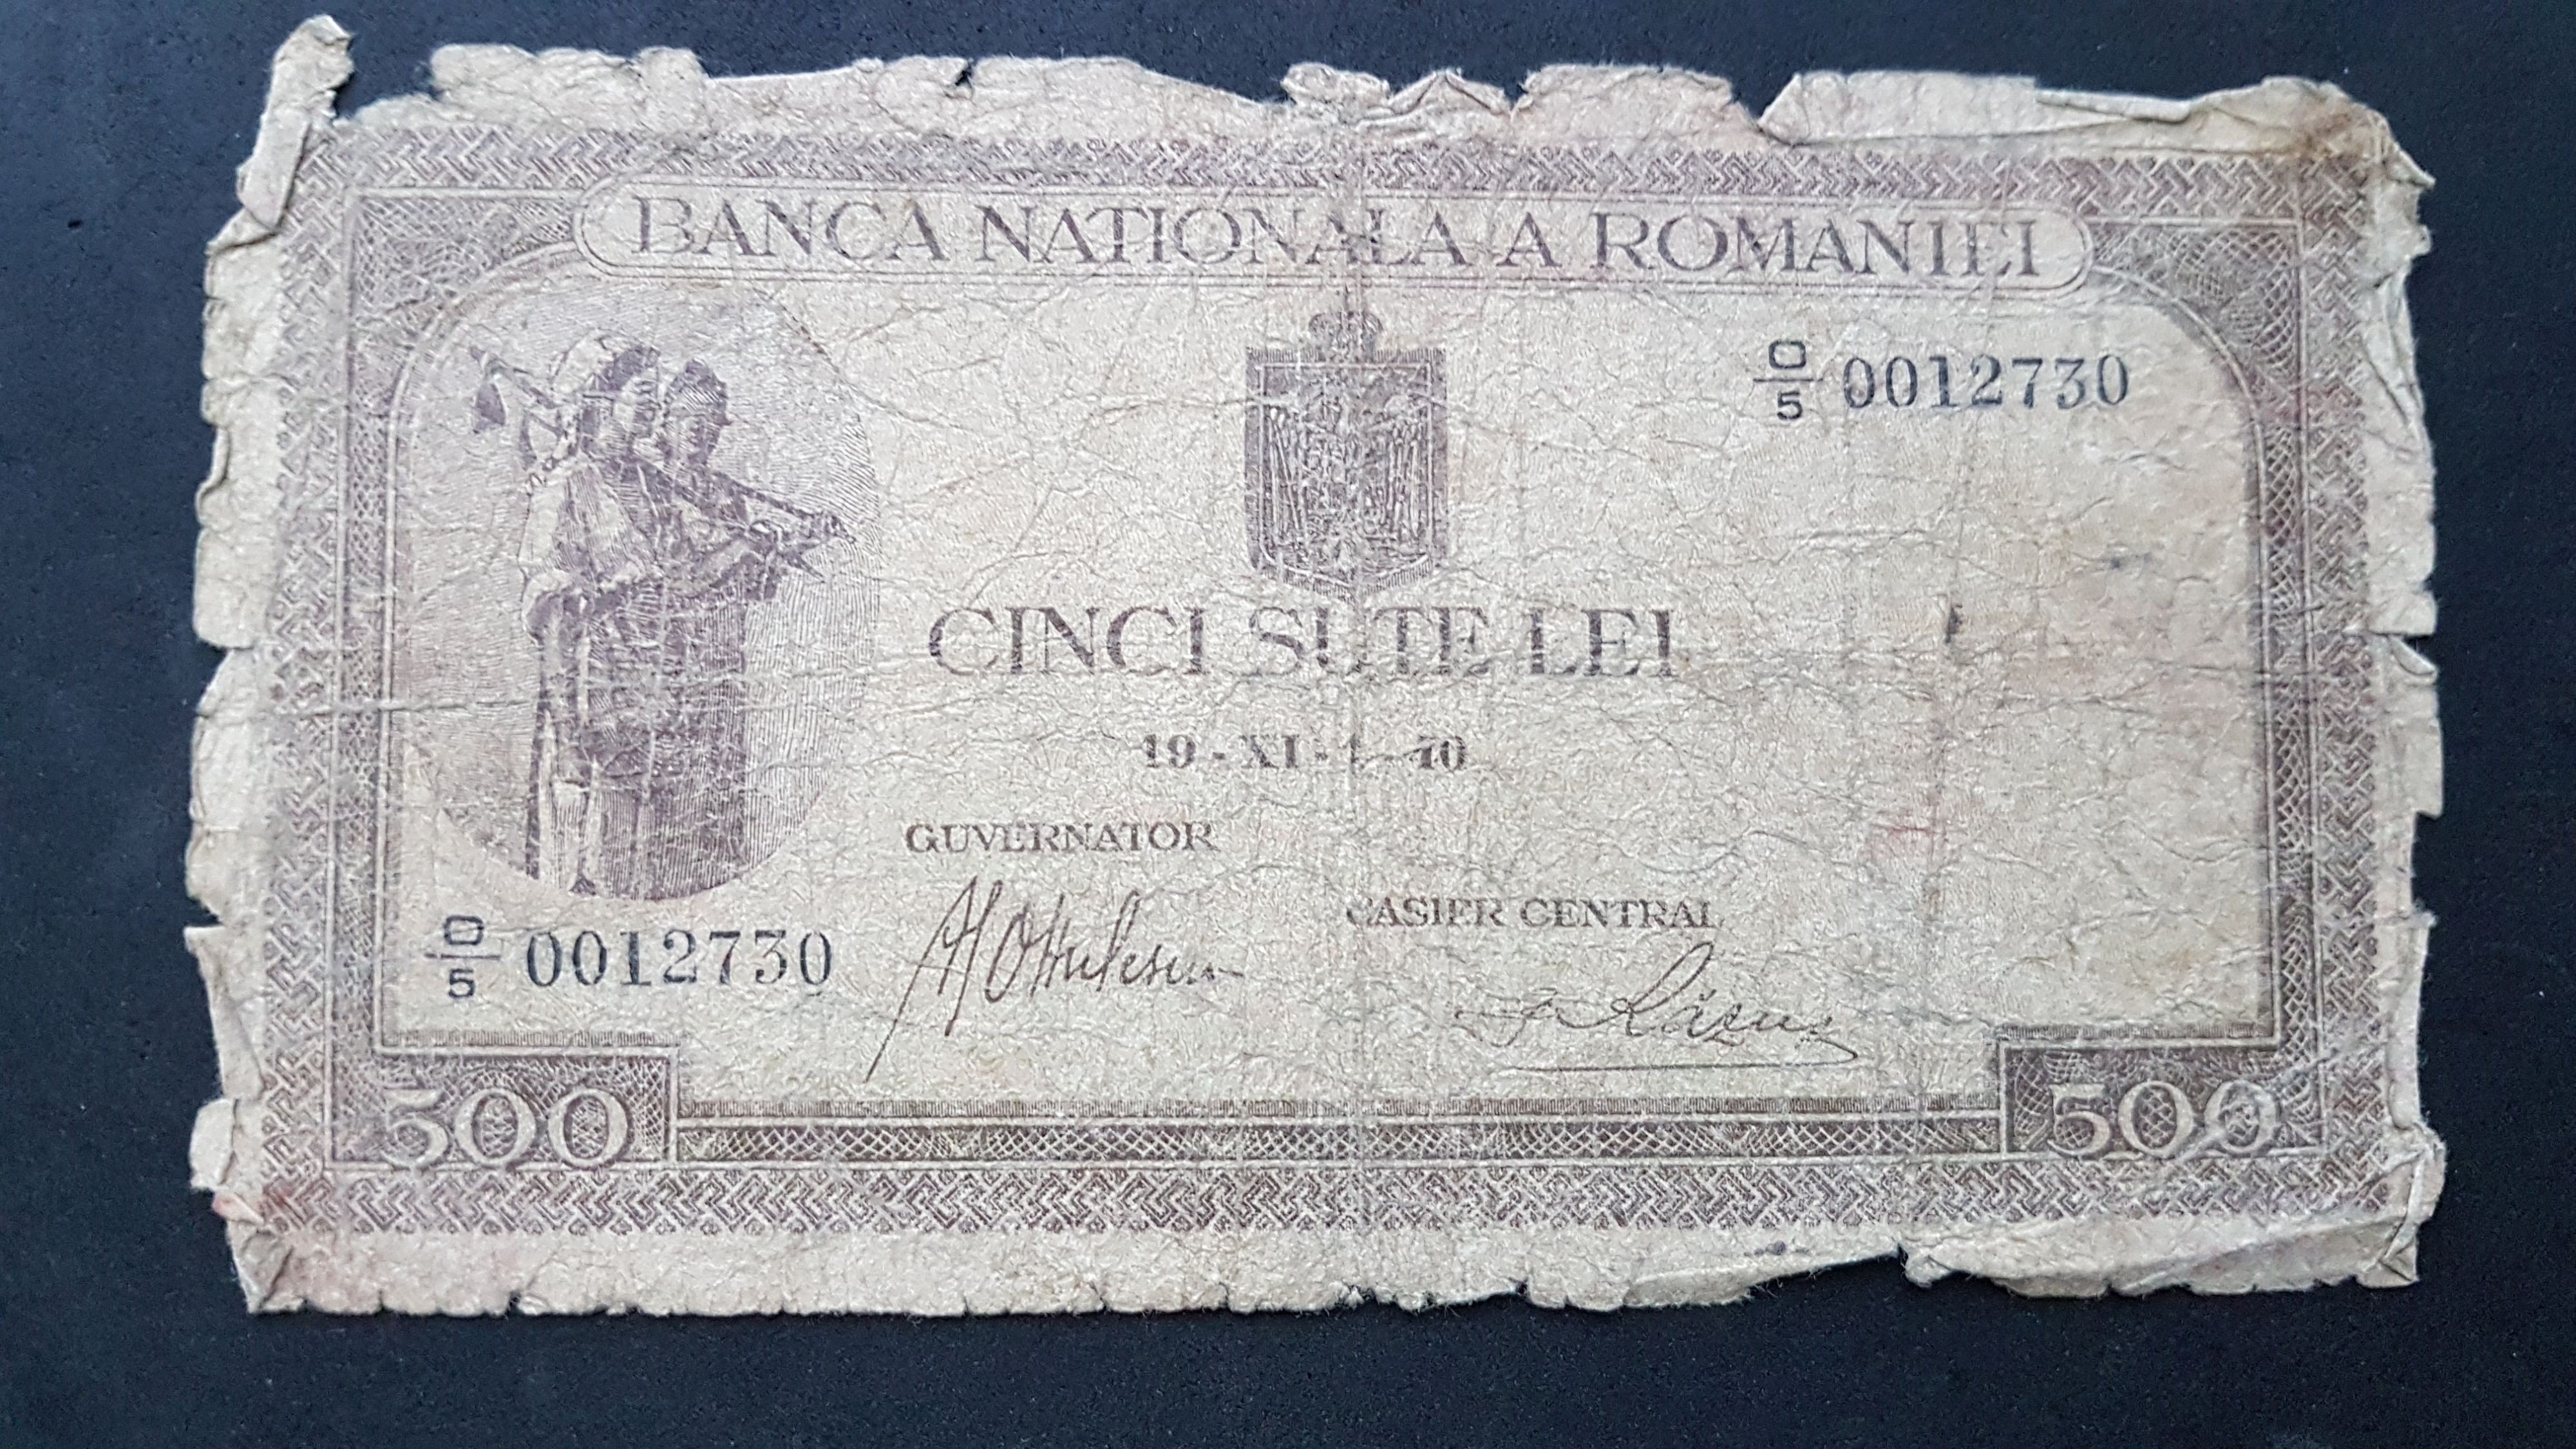 BANCA NATIONALA A ROMANIEI
O/5 0012730
CINCI SUTE LEI
19 - XI - 1 40
GUVERNATOR
CASIER CENTRAL
O/5 0012730
500
500